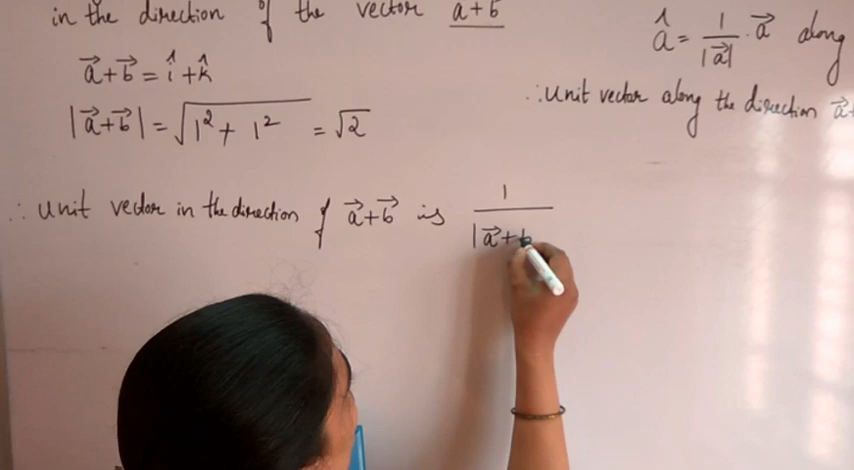 in the direction of the vector a+b
a⃗+b⃗ = î + k̂
|a⃗+b⃗| = √(1² + 1²) = √2
∴ Unit vector in the direction of a⃗+b⃗ is 1/|a⃗+b
â = 1/|a⃗| · a⃗ along
∴ Unit vector along the direction a⃗+